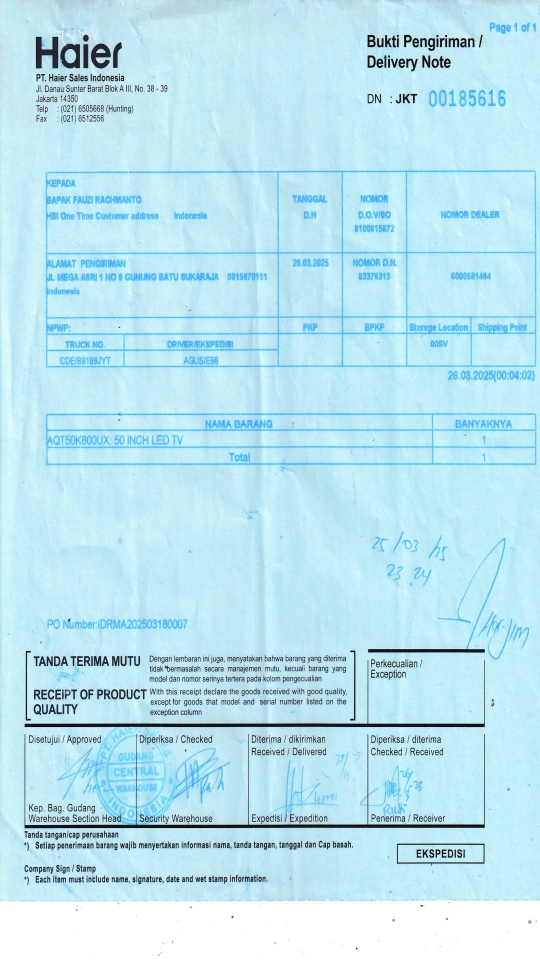 Page 1 of 1
Haier
Bukti Pengiriman /
Delivery Note
PT. Haier Sales Indonesia
Jl. Danau Sunter Barat Blok A III, No. 38 - 39
Jakarta 14350
Telp : (021) 6505668 (Hunting)
Fax : (021) 6512556
DN : JKT 00185616
KEPADA
BAPAK FAUZI RACHMANTO
HSI One Time Customer address Indonesia
TANGGAL
D.N
NOMOR
D.O.V/BO
8100815872
NOMOR DEALER
ALAMAT PENGIRIMAN
JL MEGA ASRI 1 NO 6 GUNUNG BATU SUKARAJA 0815970111
Indonesia
26.03.2025
NOMOR D.N.
83376313
6000581464
NPWP:
PKP
BPKP
Storege Location
Shipping Point
TRUCK NO.
DRIVER/EKSPEDISI
00SV
CDE/B9166JYT
AGUS/E98
26.03.2025(00:04:02)
NAMA BARANG
BANYAKNYA
AQT50K800UX: 50 INCH LED TV
1
Total
1
25/03/25
23 24
PO Number:IDRMA202503180007
TANDA TERIMA MUTU
Dengan lembaran ini juga, menyatakan bahwa barang yang diterima
tidak bermasalah secara manajemen mutu, kecuali barang yang
model dan nomor serinya tertera pada kolom pengecualian
RECEIPT OF PRODUCT
QUALITY
With this receipt declare the goods received with good quality,
except for goods that model and serial number listed on the
exception column
Perkecualian /
Exception
Disetujui / Approved
Diperiksa / Checked
Diterima / dikirimkan
Received / Delivered
Diperiksa / diterima
Checked / Received
PT. HAIER
GUDANG
CENTRAL
WAREHOUSE
INDONESIA
Rudi
Kep. Bag. Gudang
Warehouse Section Head
Security Warehouse
Expedisi / Expedition
Penerima / Receiver
Tanda tangan/cap perusahaan
*) Setiap penerimaan barang wajib menyertakan informasi nama, tanda tangan, tanggal dan Cap basah.
EKSPEDISI
Company Sign / Stamp
*) Each item must include name, signature, date and wet stamp information.